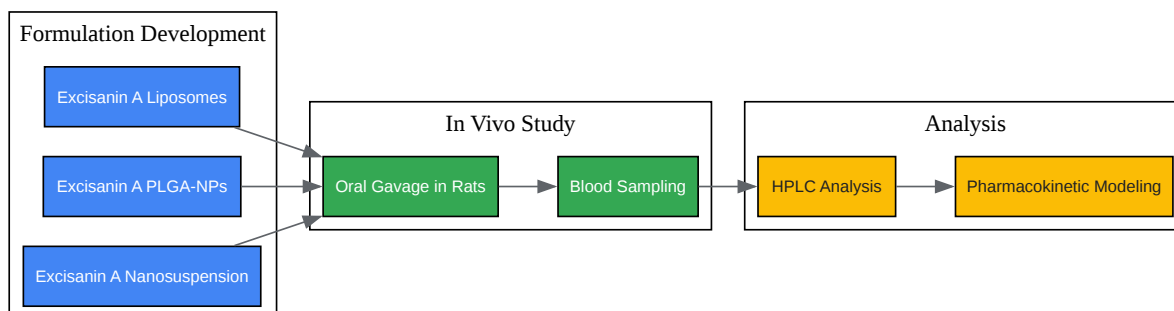 Formulation Development
Excisanin A Liposomes
Excisanin A PLGA-NPs
Excisanin A Nanosuspension
In Vivo Study
Oral Gavage in Rats
Blood Sampling
Analysis
HPLC Analysis
Pharmacokinetic Modeling